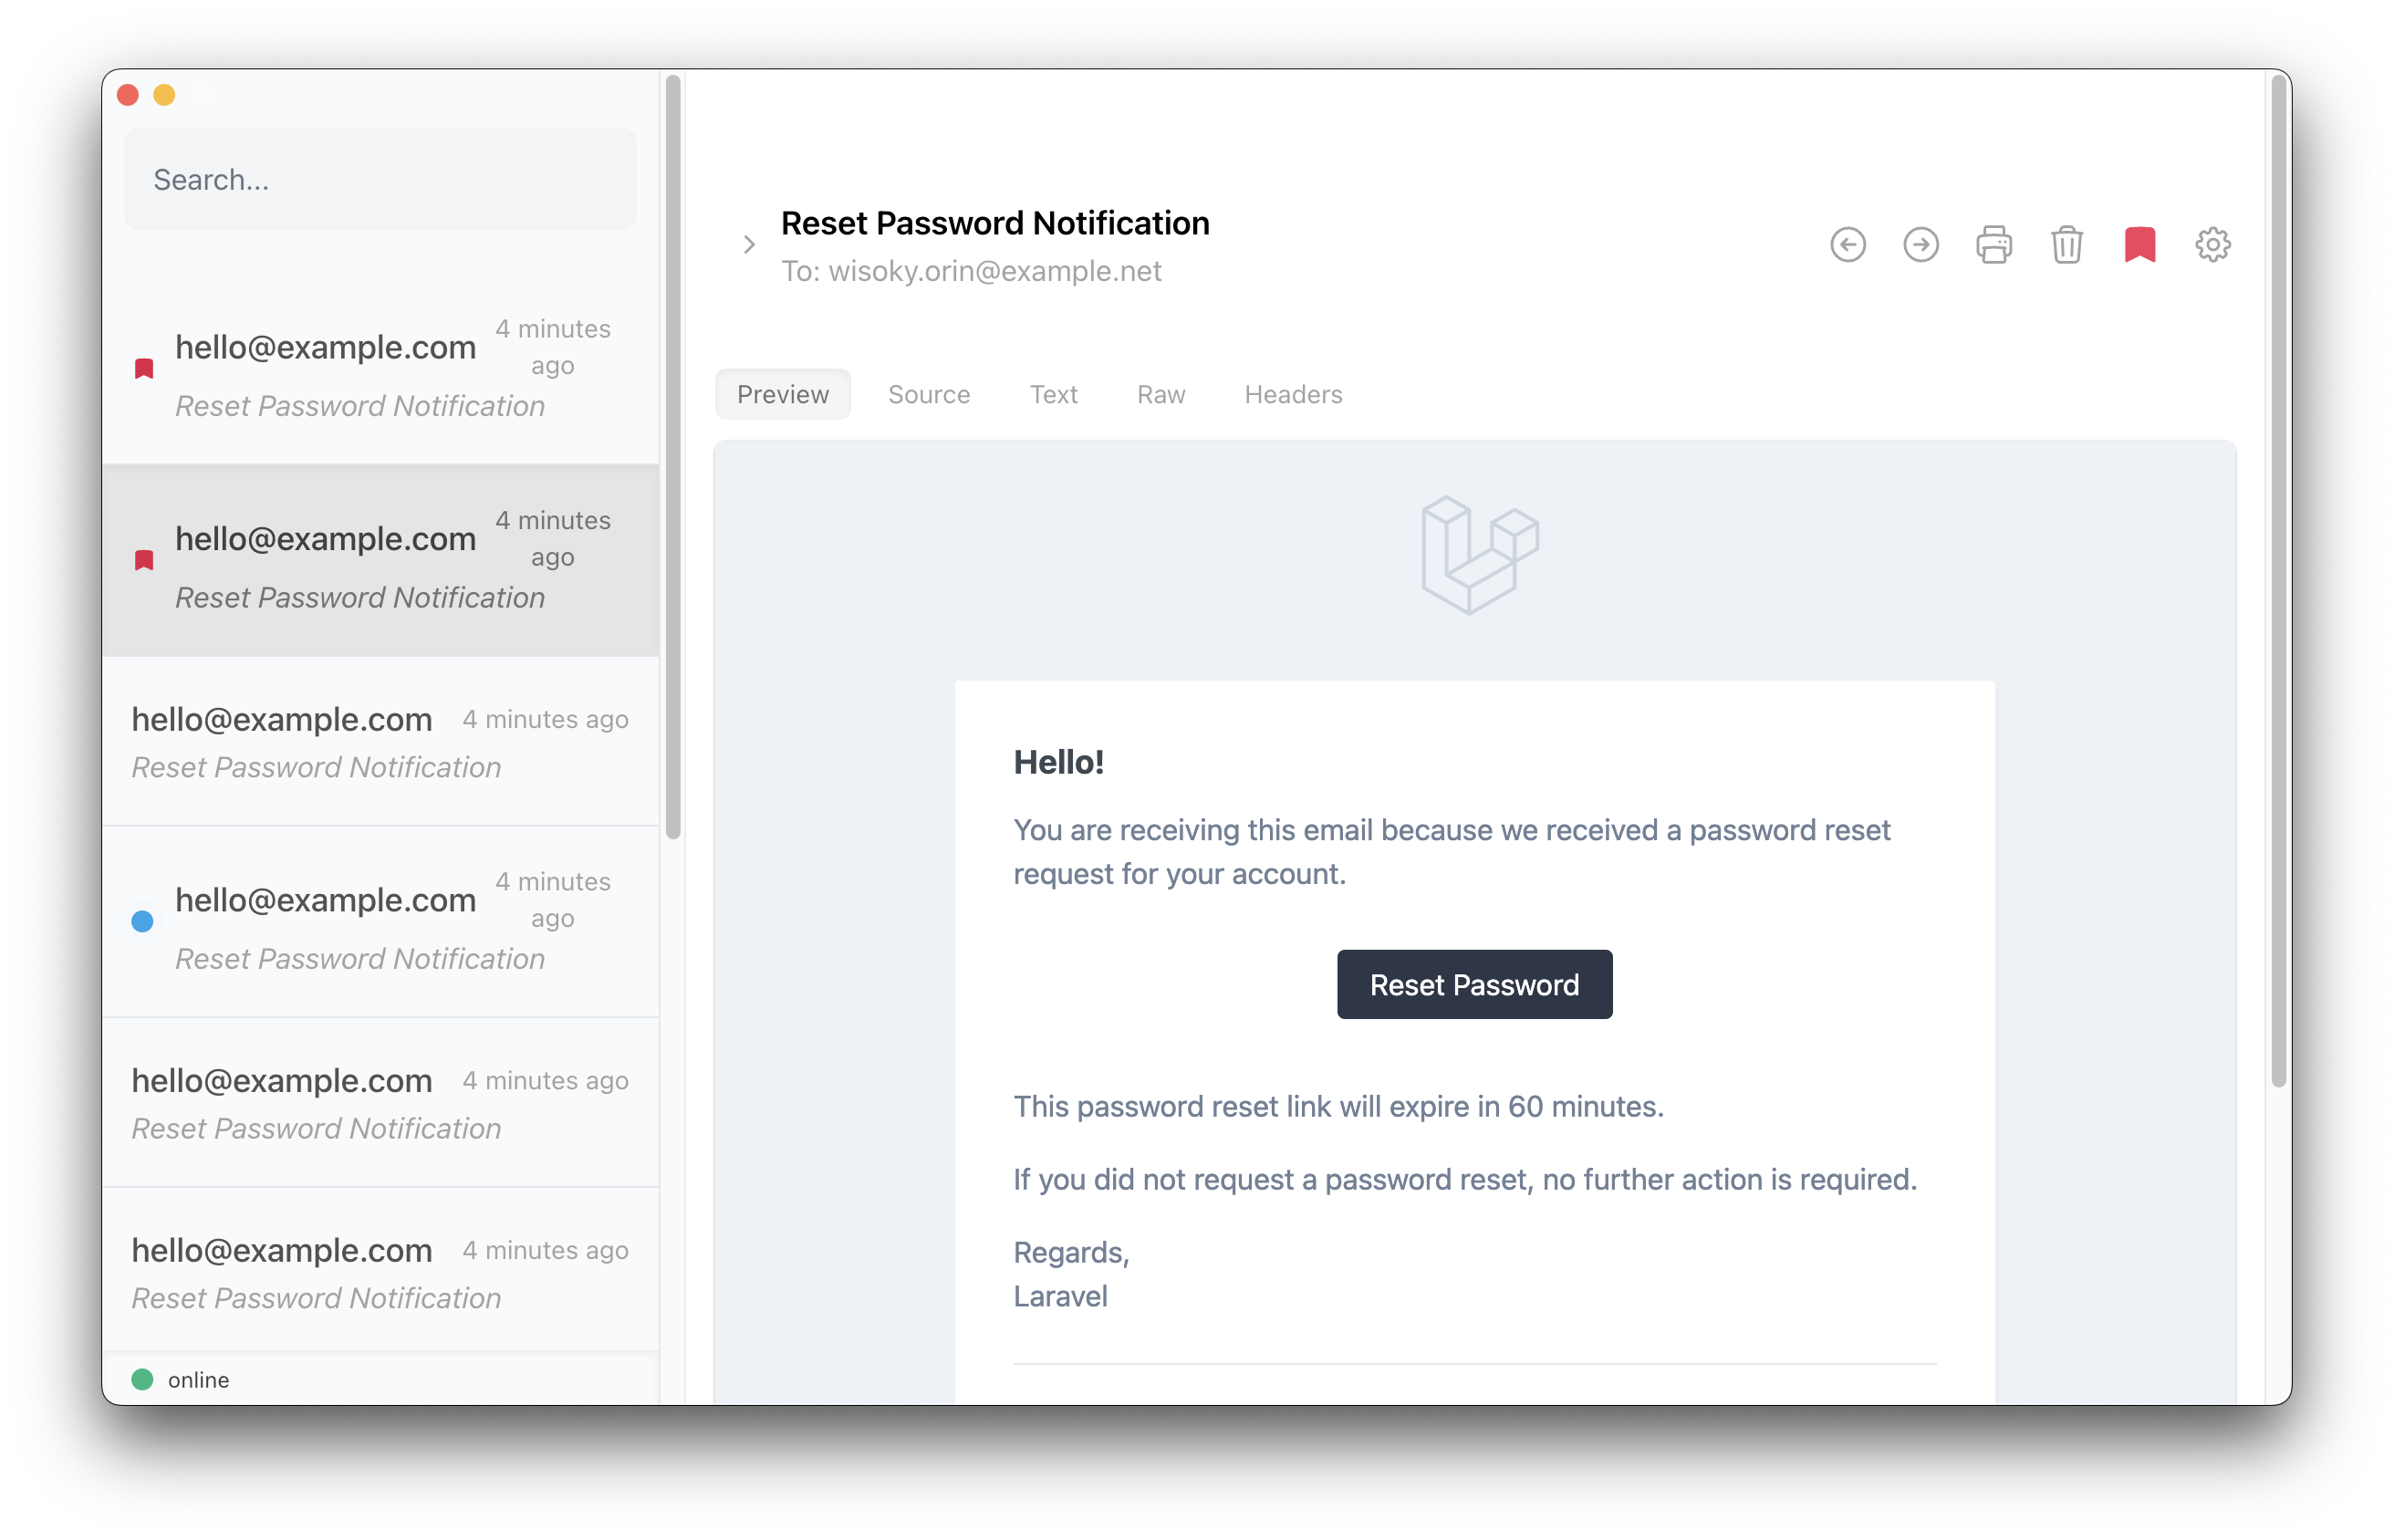 Search...
hello@example.com
4 minutes
ago
Reset Password Notification
hello@example.com
4 minutes
ago
Reset Password Notification
hello@example.com 4 minutes ago
Reset Password Notification
hello@example.com
4 minutes
ago
Reset Password Notification
hello@example.com 4 minutes ago
Reset Password Notification
hello@example.com 4 minutes ago
Reset Password Notification
online
Reset Password Notification
To: wisoky.orin@example.net
Preview Source Text Raw Headers
Hello!
You are receiving this email because we received a password reset
request for your account.
Reset Password
This password reset link will expire in 60 minutes.
If you did not request a password reset, no further action is required.
Regards,
Laravel